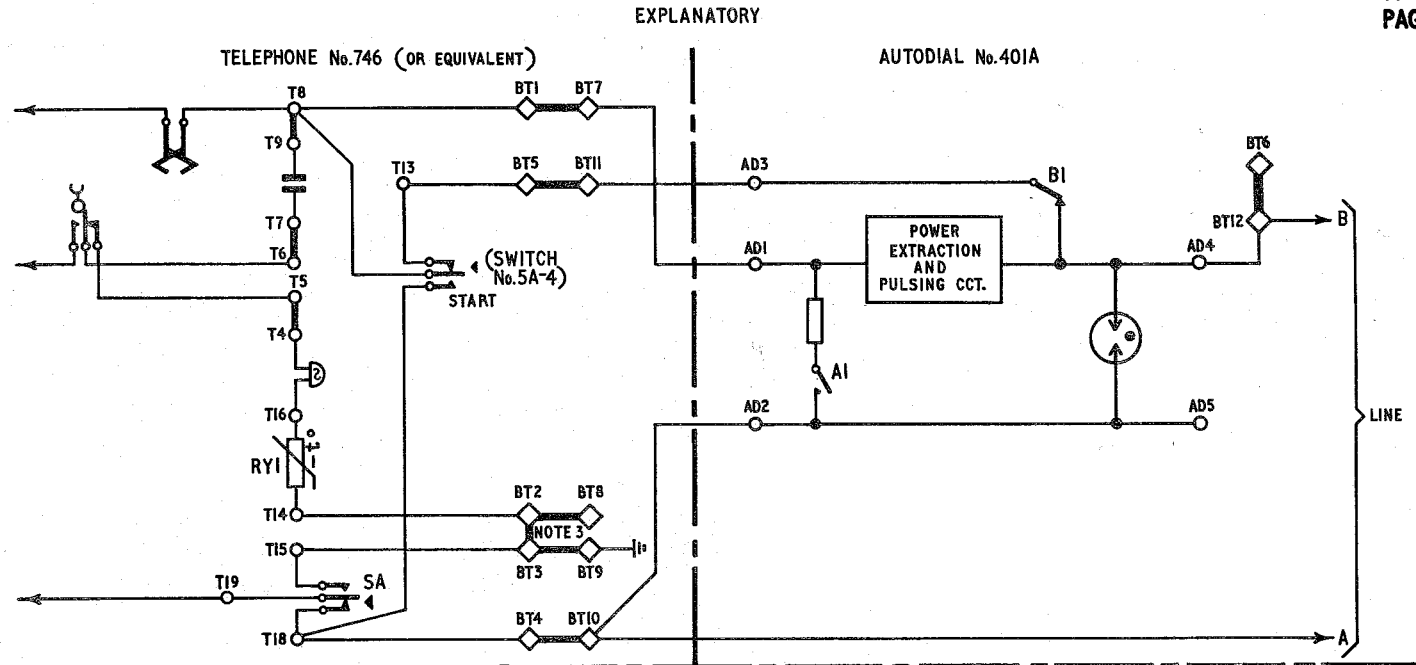 EXPLANATORY
PAG
TELEPHONE No.746 (OR EQUIVALENT)
AUTODIAL No.401A
T8
BT1
BT7
T9
T13
BT5
BT11
AD3
B1
BT6
T7
T6
(SWITCH No.5A-4)
START
AD1
POWER
EXTRACTION
AND
PULSING CCT.
AD4
BT12
B
T5
T4
A1
T16
AD2
AD5
LINE
RY1
t°
T14
BT2
BT8
NOTE 3
T15
BT3
BT9
T19
SA
T18
BT4
BT10
A